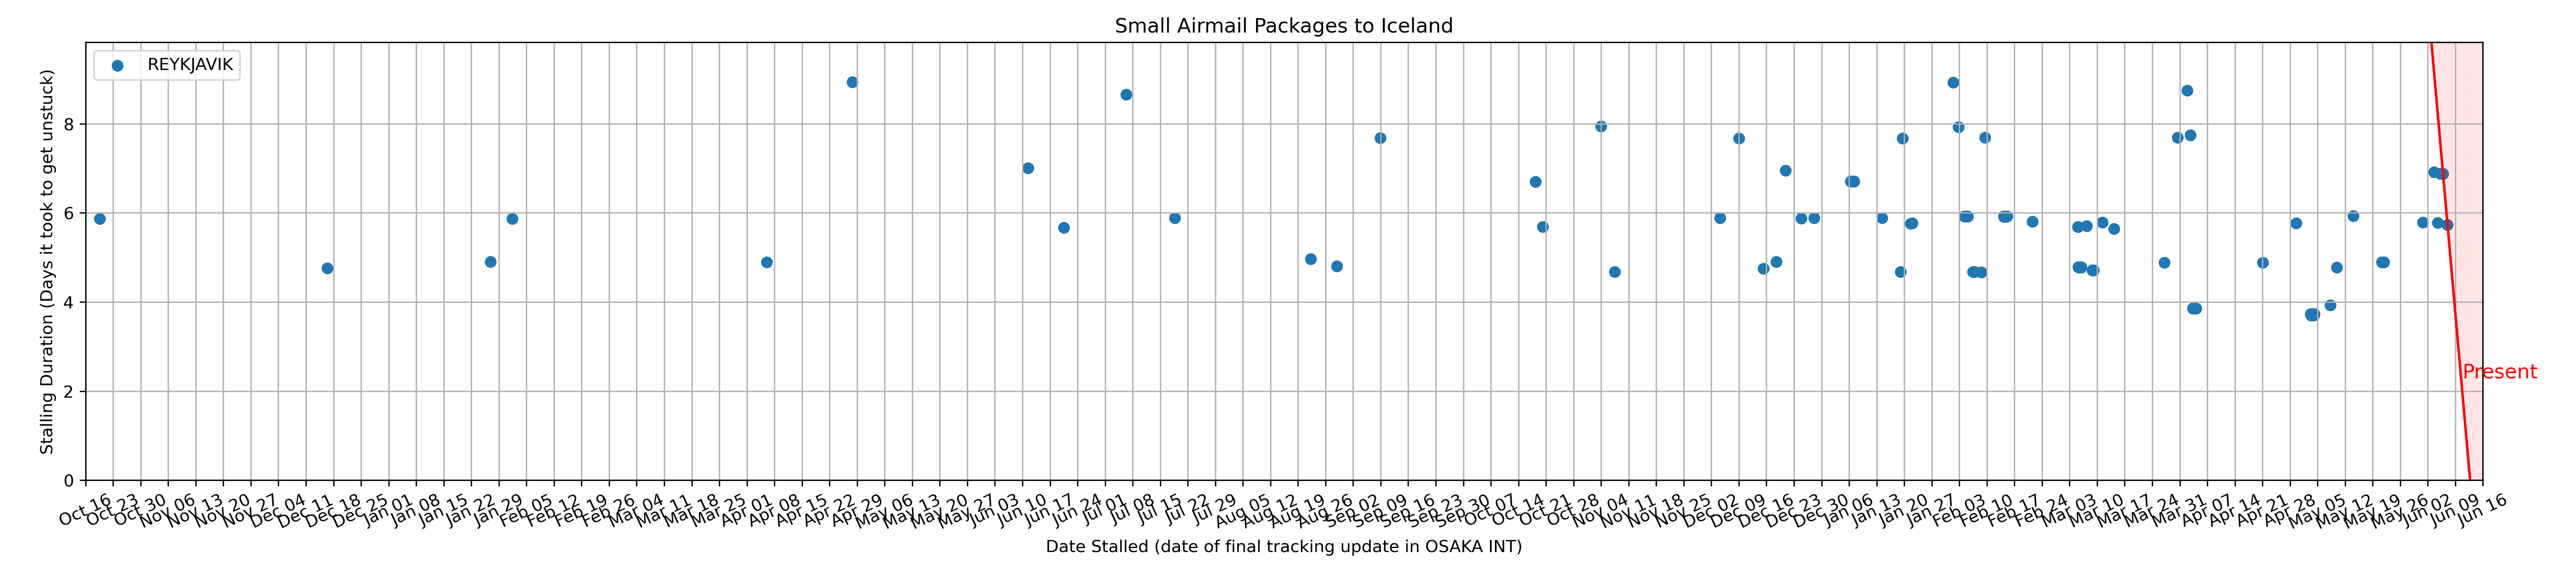 Small Airmail Packages to Iceland
REYKJAVIK
Stalling Duration (Days it took to get unstuck)
8
6
4
2
0
Present
Oct 16
Oct 23
Oct 30
Nov 06
Nov 13
Nov 20
Nov 27
Dec 04
Dec 11
Dec 18
Dec 25
Jan 01
Jan 08
Jan 15
Jan 22
Jan 29
Feb 05
Feb 12
Feb 19
Feb 26
Mar 04
Mar 11
Mar 18
Mar 25
Apr 01
Apr 08
Apr 15
Apr 22
Apr 29
May 06
May 13
May 20
May 27
Jun 03
Jun 10
Jun 17
Jun 24
Jul 01
Jul 08
Jul 15
Jul 22
Jul 29
Aug 05
Aug 12
Aug 19
Aug 26
Sep 02
Sep 09
Sep 16
Sep 23
Sep 30
Oct 07
Oct 14
Oct 21
Oct 28
Nov 04
Nov 11
Nov 18
Nov 25
Dec 02
Dec 09
Dec 16
Dec 23
Dec 30
Jan 06
Jan 13
Jan 20
Jan 27
Feb 03
Feb 10
Feb 17
Feb 24
Mar 03
Mar 10
Mar 17
Mar 24
Mar 31
Apr 07
Apr 14
Apr 21
Apr 28
May 05
May 12
May 19
May 26
Jun 02
Jun 09
Jun 16
Date Stalled (date of final tracking update in OSAKA INT)